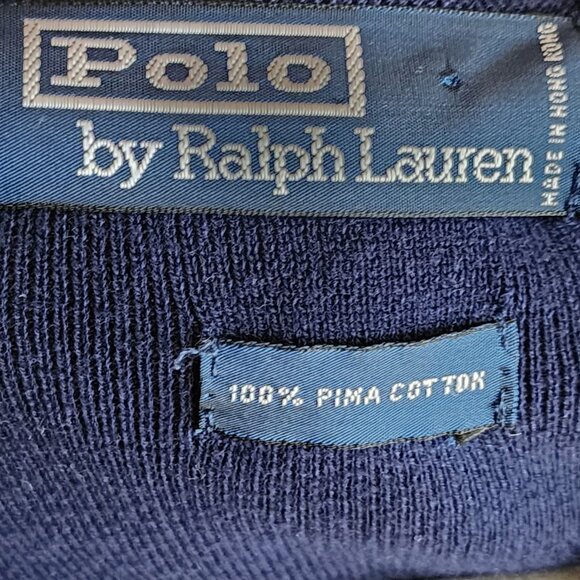 Polo
by Ralph Lauren
MADE IN HONG KONG
100% PIMA COTTON